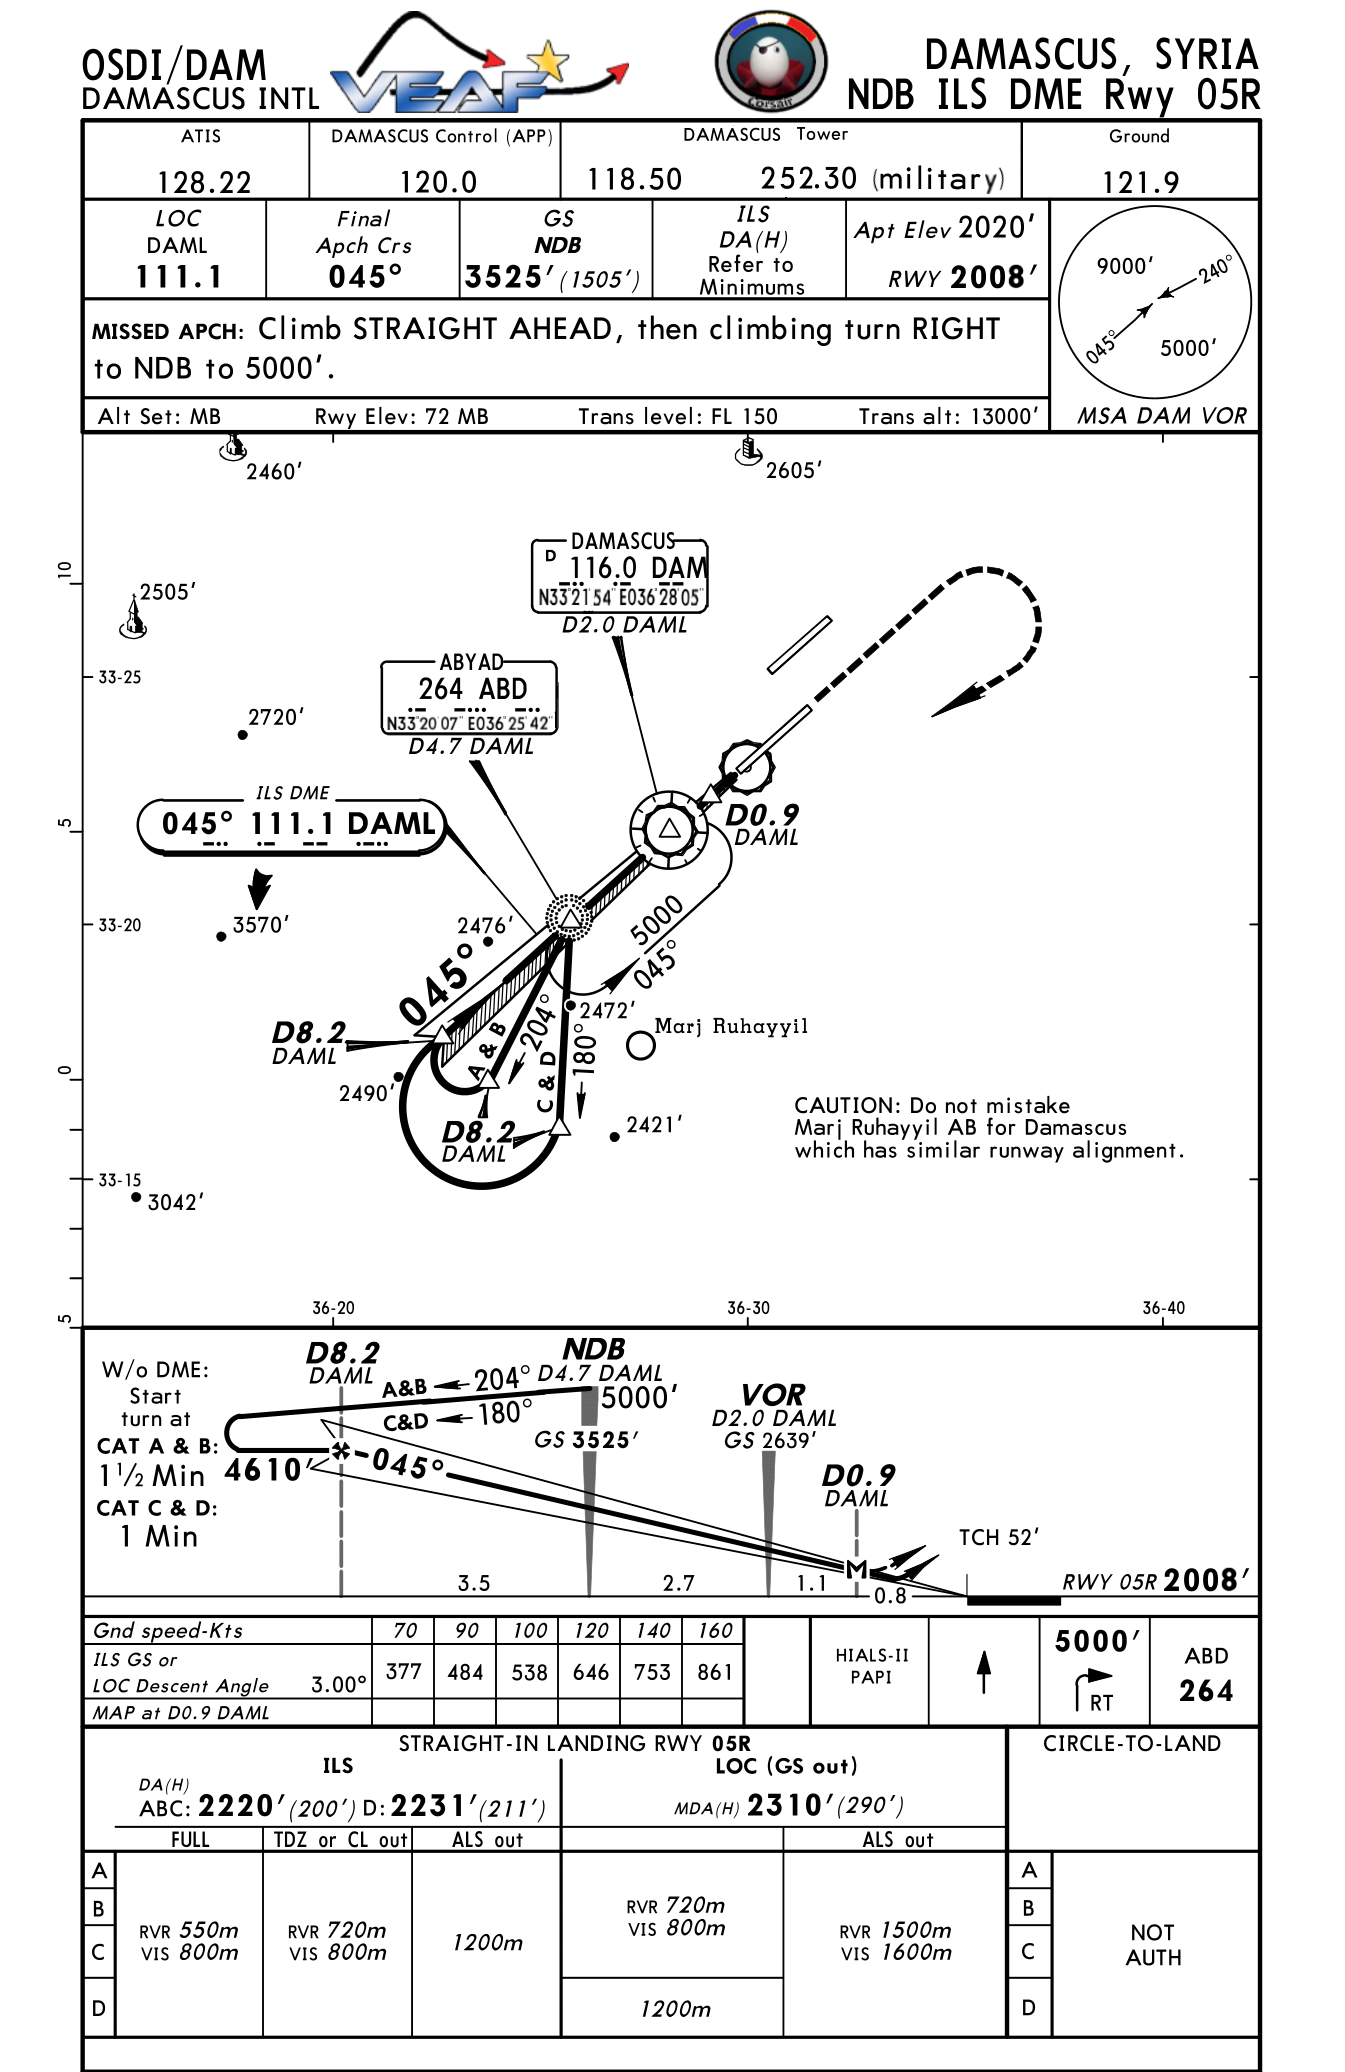 OSDI/DAM
DAMASCUS INTL
VEAF
Corsair
DAMASCUS, SYRIA
NDB ILS DME Rwy 05R
ATIS
128.22
DAMASCUS Control (APP)
120.0
DAMASCUS Tower
118.50 252.30 (military)
Ground
121.9
LOC
DAML
111.1
Final
Apch Crs
045°
GS
NDB
3525' (1505')
ILS
DA(H)
Refer to
Minimums
Apt Elev 2020'
RWY 2008'
9000'
240°
045°
5000'
MSA DAM VOR
MISSED APCH: Climb STRAIGHT AHEAD, then climbing turn RIGHT
to NDB to 5000'.
Alt Set: MB Rwy Elev: 72 MB Trans level: FL 150 Trans alt: 13000'
2460'
2605'
DAMASCUS
D 116.0 DAM
N33°21'54" E036°28'05"
D2.0 DAML
10
2505'
ABYAD
264 ABD
N33°20'07" E036°25'42"
D4.7 DAML
33-25
2720'
ILS DME
045° 111.1 DAML
D0.9
DAML
5
3570'
33-20
2476'
5000
045°
045°
2472'
Marj Ruhayyil
D8.2
DAML
A & B
204°
C & D
180°
0
2490'
D8.2
DAML
2421'
CAUTION: Do not mistake
Marj Ruhayyil AB for Damascus
which has similar runway alignment.
33-15
3042'
5
36-20
36-30
36-40
W/o DME:
Start
turn at
CAT A & B:
1 1/2 Min
CAT C & D:
1 Min
D8.2
DAML
NDB
D4.7 DAML
A&B 204°
C&D 180°
5000'
GS 3525'
VOR
D2.0 DAML
GS 2639'
4610'
045°
D0.9
DAML
M
TCH 52'
3.5
2.7
1.1
0.8
RWY 05R 2008'
Gnd speed-Kts 70 90 100 120 140 160
ILS GS or
LOC Descent Angle 3.00° 377 484 538 646 753 861
MAP at D0.9 DAML
HIALS-II
PAPI
5000'
RT
ABD
264
STRAIGHT-IN LANDING RWY 05R
CIRCLE-TO-LAND
ILS
LOC (GS out)
DA(H)
ABC: 2220' (200') D: 2231' (211')
MDA(H) 2310' (290')
FULL
TDZ or CL out
ALS out
ALS out
A
B
C
D
RVR 550m
VIS 800m
RVR 720m
VIS 800m
1200m
RVR 720m
VIS 800m
1200m
RVR 1500m
VIS 1600m
A
B
C
D
NOT
AUTH